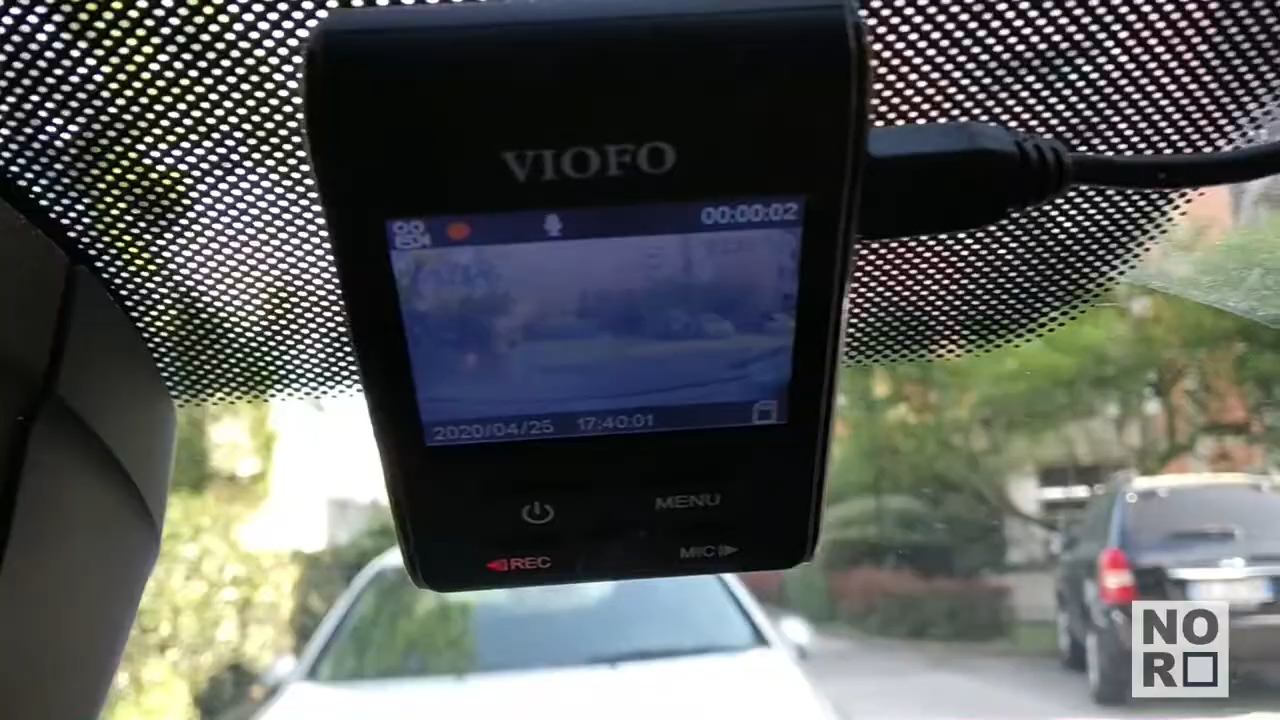 VIOFO
00:00:02
2020/04/25 17:40:01
MENU
REC
MIC
NO
R